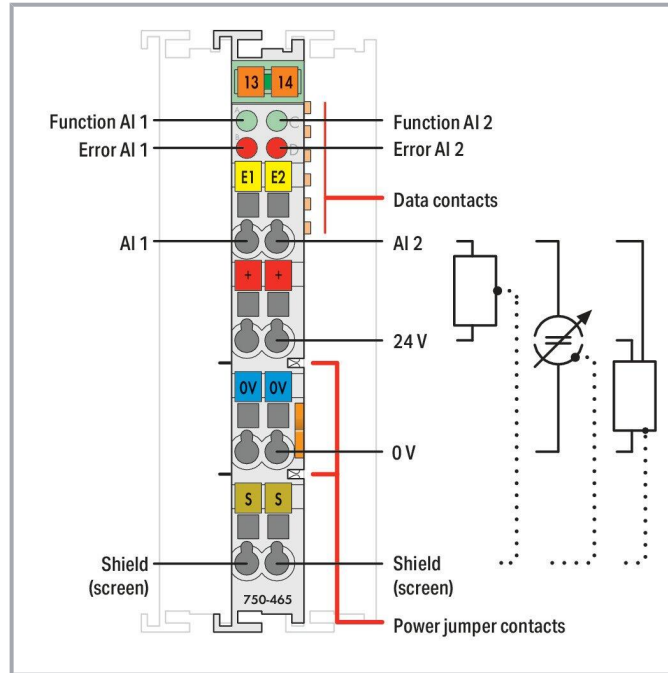 13 14
A C
Function AI 1
Function AI 2
B D
Error AI 1
Error AI 2
E1 E2
Data contacts
AI 1
AI 2
+ +
24 V
0V 0V
0 V
S S
Shield
(screen)
Shield
(screen)
750-465
Power jumper contacts